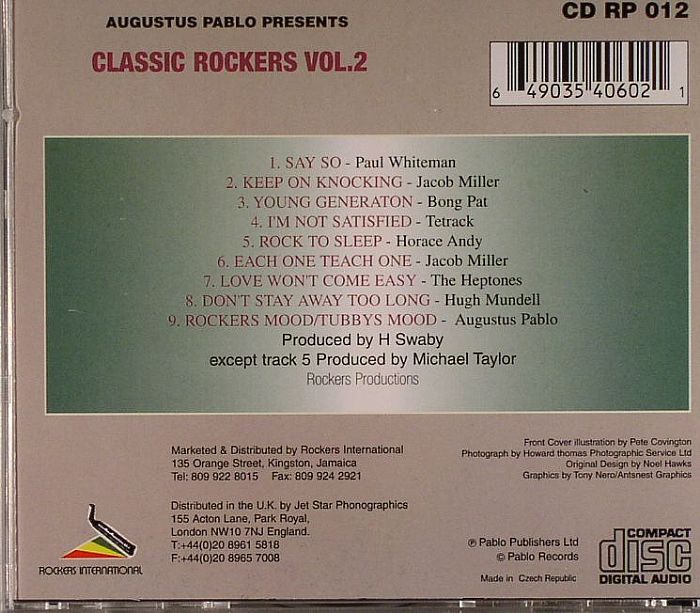 AUGUSTUS PABLO PRESENTS
CD RP 012
CLASSIC ROCKERS VOL.2
6 49035 40602 1
1. SAY SO - Paul Whiteman
2. KEEP ON KNOCKING - Jacob Miller
3. YOUNG GENERATON - Bong Pat
4. I'M NOT SATISFIED - Tetrack
5. ROCK TO SLEEP - Horace Andy
6. EACH ONE TEACH ONE - Jacob Miller
7. LOVE WON'T COME EASY - The Heptones
8. DON'T STAY AWAY TOO LONG - Hugh Mundell
9. ROCKERS MOOD/TUBBYS MOOD - Augustus Pablo
Produced by H Swaby
except track 5 Produced by Michael Taylor
Rockers Productions
Marketed & Distributed by Rockers International
135 Orange Street, Kingston, Jamaica
Tel: 809 922 8015 Fax: 809 924 2921
Distributed in the U.K. by Jet Star Phonographics
155 Acton Lane, Park Royal,
London NW10 7NJ England.
T:+44(0)20 8961 5818
F:+44(0)20 8965 7008
ROCKERS INTERNATIONAL
Front Cover illustration by Pete Covington
Photograph by Howard thomas Photographic Service Ltd
Original Design by Noel Hawks
Graphics by Tony Nero/Antsnest Graphics
℗ Pablo Publishers Ltd
© Pablo Records
Made in Czech Republic
COMPACT
disc
DIGITAL AUDIO